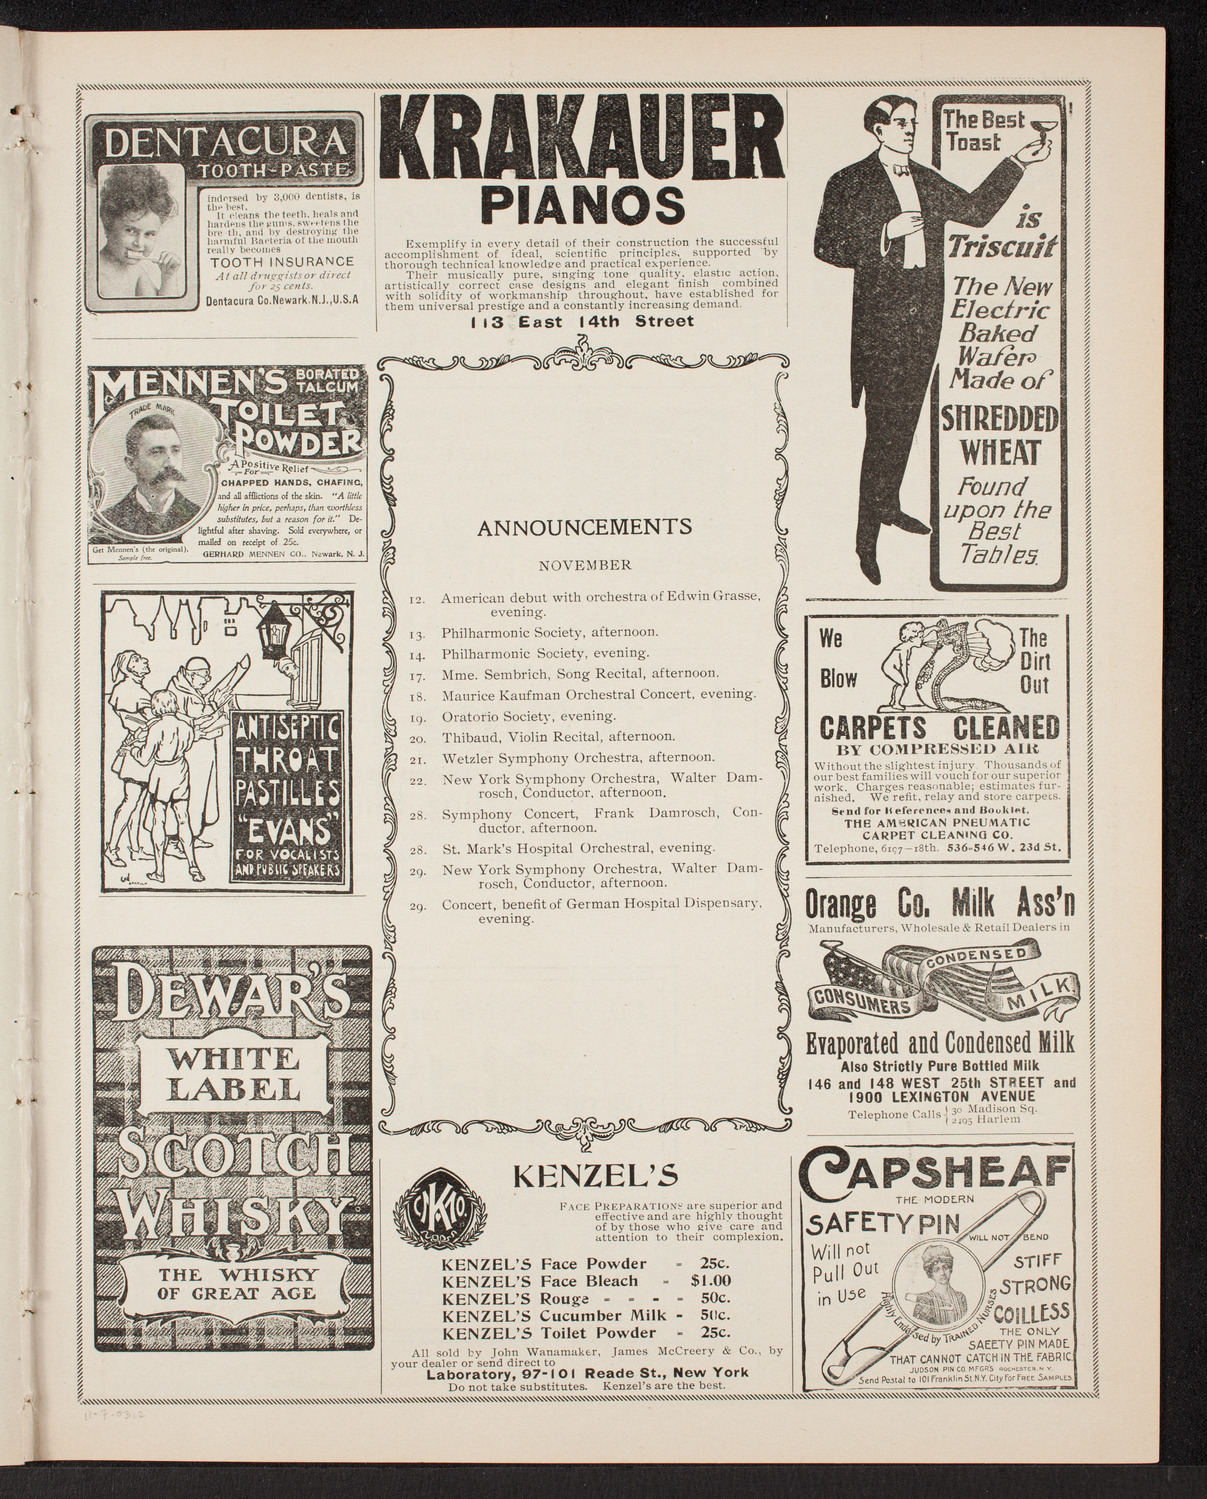 DENTACURA
TOOTH-PASTE
indorsed by 3,000 dentists, is
the best.
It cleans the teeth, heals and
hardens the gums, sweetens the
breath, and by destroying the
harmful Bacteria of the mouth
really becomes
TOOTH INSURANCE
At all druggists or direct
for 25 cents.
Dentacura Co. Newark. N.J., U.S.A
MENNEN'S BORATED
TALCUM
TOILET
POWDER
TRADE MARK
A Positive Relief
For
CHAPPED HANDS, CHAFING,
and all afflictions of the skin. "A little
higher in price, perhaps, than worthless
substitutes, but a reason for it." De-
lightful after shaving. Sold everywhere, or
mailed on receipt of 25c.
Get Mennen's (the original).
Sample free.
GERHARD MENNEN CO., Newark, N. J.
ANTISEPTIC
THROAT
PASTILLES
"EVANS"
FOR VOCALISTS
AND PUBLIC SPEAKERS
DEWAR'S
WHITE
LABEL
SCOTCH
WHISKY
THE WHISKY
OF GREAT AGE
KRAKAUER
PIANOS
Exemplify in every detail of their construction the successful
accomplishment of ideal, scientific principles, supported by
thorough technical knowledge and practical experience.
Their musically pure, singing tone quality, elastic action,
artistically correct case designs and elegant finish combined
with solidity of workmanship throughout, have established for
them universal prestige and a constantly increasing demand.
113 East 14th Street
ANNOUNCEMENTS
NOVEMBER
12. American debut with orchestra of Edwin Grasse,
evening.
13. Philharmonic Society, afternoon.
14. Philharmonic Society, evening.
17. Mme. Sembrich, Song Recital, afternoon.
18. Maurice Kaufman Orchestral Concert, evening.
19. Oratorio Society, evening.
20. Thibaud, Violin Recital, afternoon.
21. Wetzler Symphony Orchestra, afternoon.
22. New York Symphony Orchestra, Walter Dam-
rosch, Conductor, afternoon.
28. Symphony Concert, Frank Damrosch, Con-
ductor, afternoon.
28. St. Mark's Hospital Orchestral, evening.
29. New York Symphony Orchestra, Walter Dam-
rosch, Conductor, afternoon.
29. Concert, benefit of German Hospital Dispensary,
evening.
KENZEL'S
FACE PREPARATIONS are superior and
effective and are highly thought
of by those who give care and
attention to their complexion.
KENZEL'S Face Powder - 25c.
KENZEL'S Face Bleach - $1.00
KENZEL'S Rouge - - - - 50c.
KENZEL'S Cucumber Milk - 50c.
KENZEL'S Toilet Powder - 25c.
All sold by John Wanamaker, James McCreery & Co., by
your dealer or send direct to
Laboratory, 97-101 Reade St., New York
Do not take substitutes. Kenzel's are the best.
The Best
Toast
is
Triscuit
The New
Electric
Baked
Wafer
Made of
SHREDDED
WHEAT
Found
upon the
Best
Tables.
We
Blow
The
Dirt
Out
CARPETS CLEANED
BY COMPRESSED AIR
Without the slightest injury. Thousands of
our best families will vouch for our superior
work. Charges reasonable; estimates fur-
nished. We refit, relay and store carpets.
Send for References and Booklet.
THE AMERICAN PNEUMATIC
CARPET CLEANING CO.
Telephone, 6197-18th. 536-546 W. 23d St.
Orange Co. Milk Ass'n
Manufacturers, Wholesale & Retail Dealers in
CONSUMERS CONDENSED MILK
Evaporated and Condensed Milk
Also Strictly Pure Bottled Milk
146 and 148 WEST 25th STREET and
1900 LEXINGTON AVENUE
Telephone Calls { 30 Madison Sq.
2495 Harlem
CAPSHEAF
THE MODERN
SAFETY PIN
WILL NOT BEND
Will not
Pull Out
in Use
STIFF
STRONG
COILLESS
Highly Endorsed by TRAINED NURSES
THE ONLY
SAFETY PIN MADE
THAT CANNOT CATCH IN THE FABRIC.
JUDSON PIN CO. MFGRS ROCHESTER, N.Y.
Send Postal to 101 Franklin St. N.Y. City For FREE SAMPLES
11-7-03,2